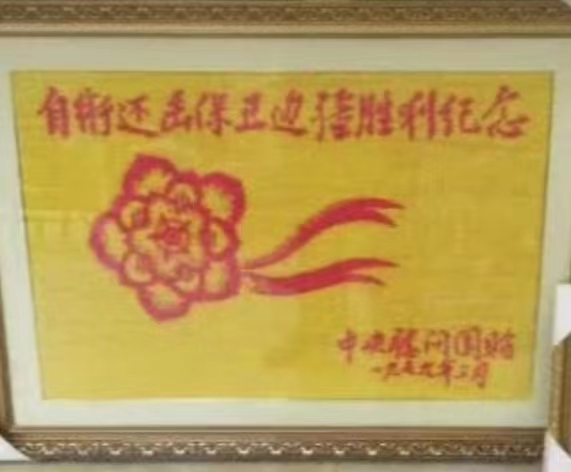 自衛还击保卫边疆胜利纪念
中央慰问团赠
一九七九年三月